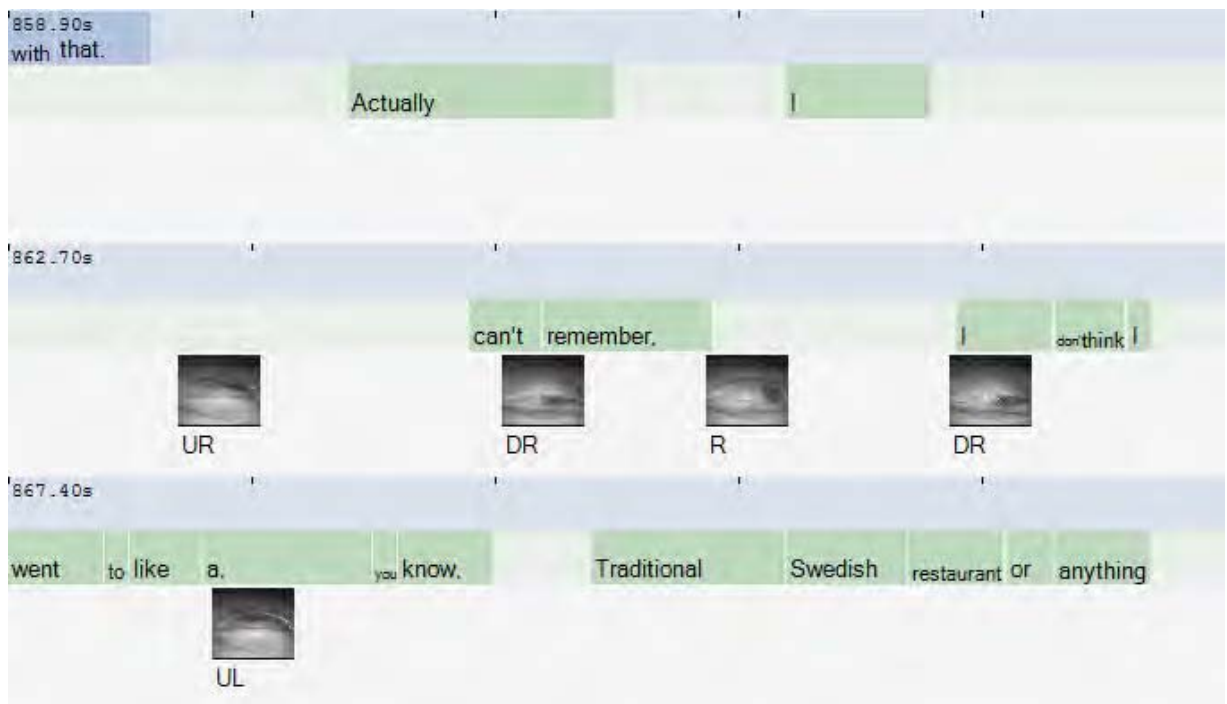 858.90s
with that.
Actually I
862.70s
can't remember, I don' think I
UR DR R DR
867.40s
went to like a, you know, Traditional Swedish restaurant or anything
UL